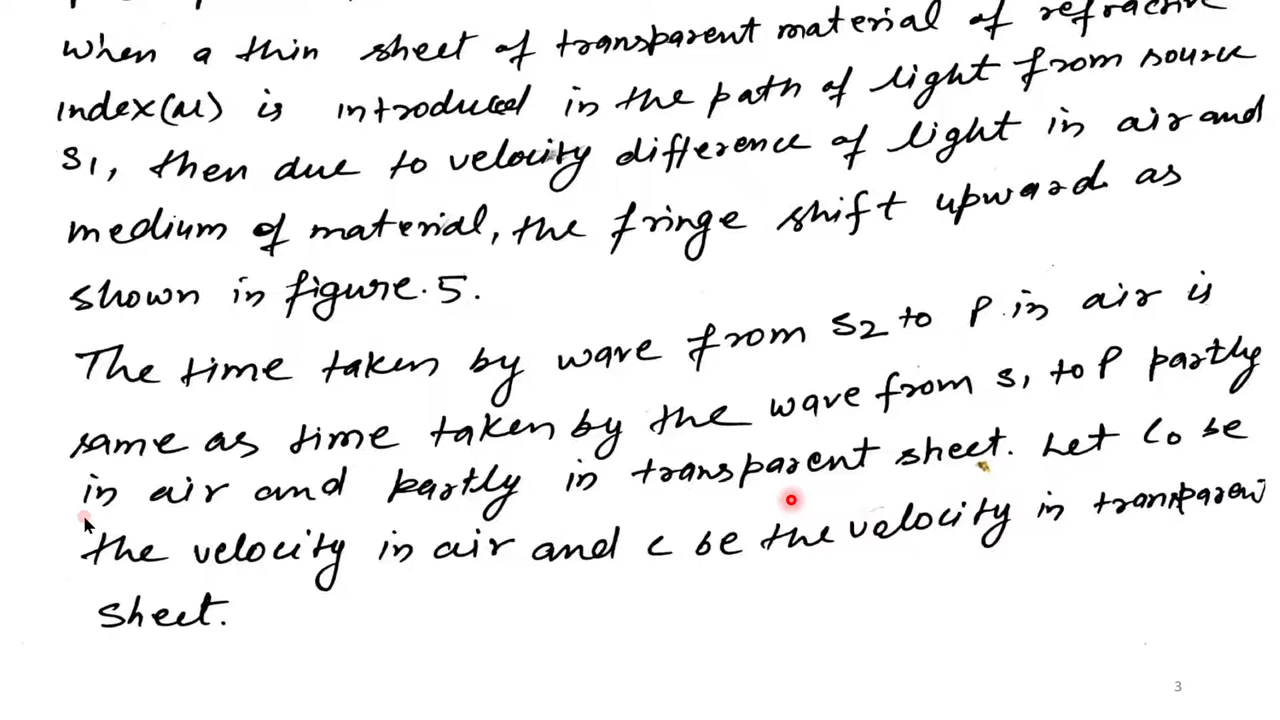 When a thin sheet of transparent material of refractive
index(μ) is introduced in the path of light from source
S1, then due to velocity difference of light in air and
medium of material, the fringe shift upward as
shown in figure.5.
The time taken by wave from S2 to P in air is
same as time taken by the wave from S1 to P partly
in air and partly in transparent sheet. Let Co be
the velocity in air and c be the velocity in transparent
sheet.
3